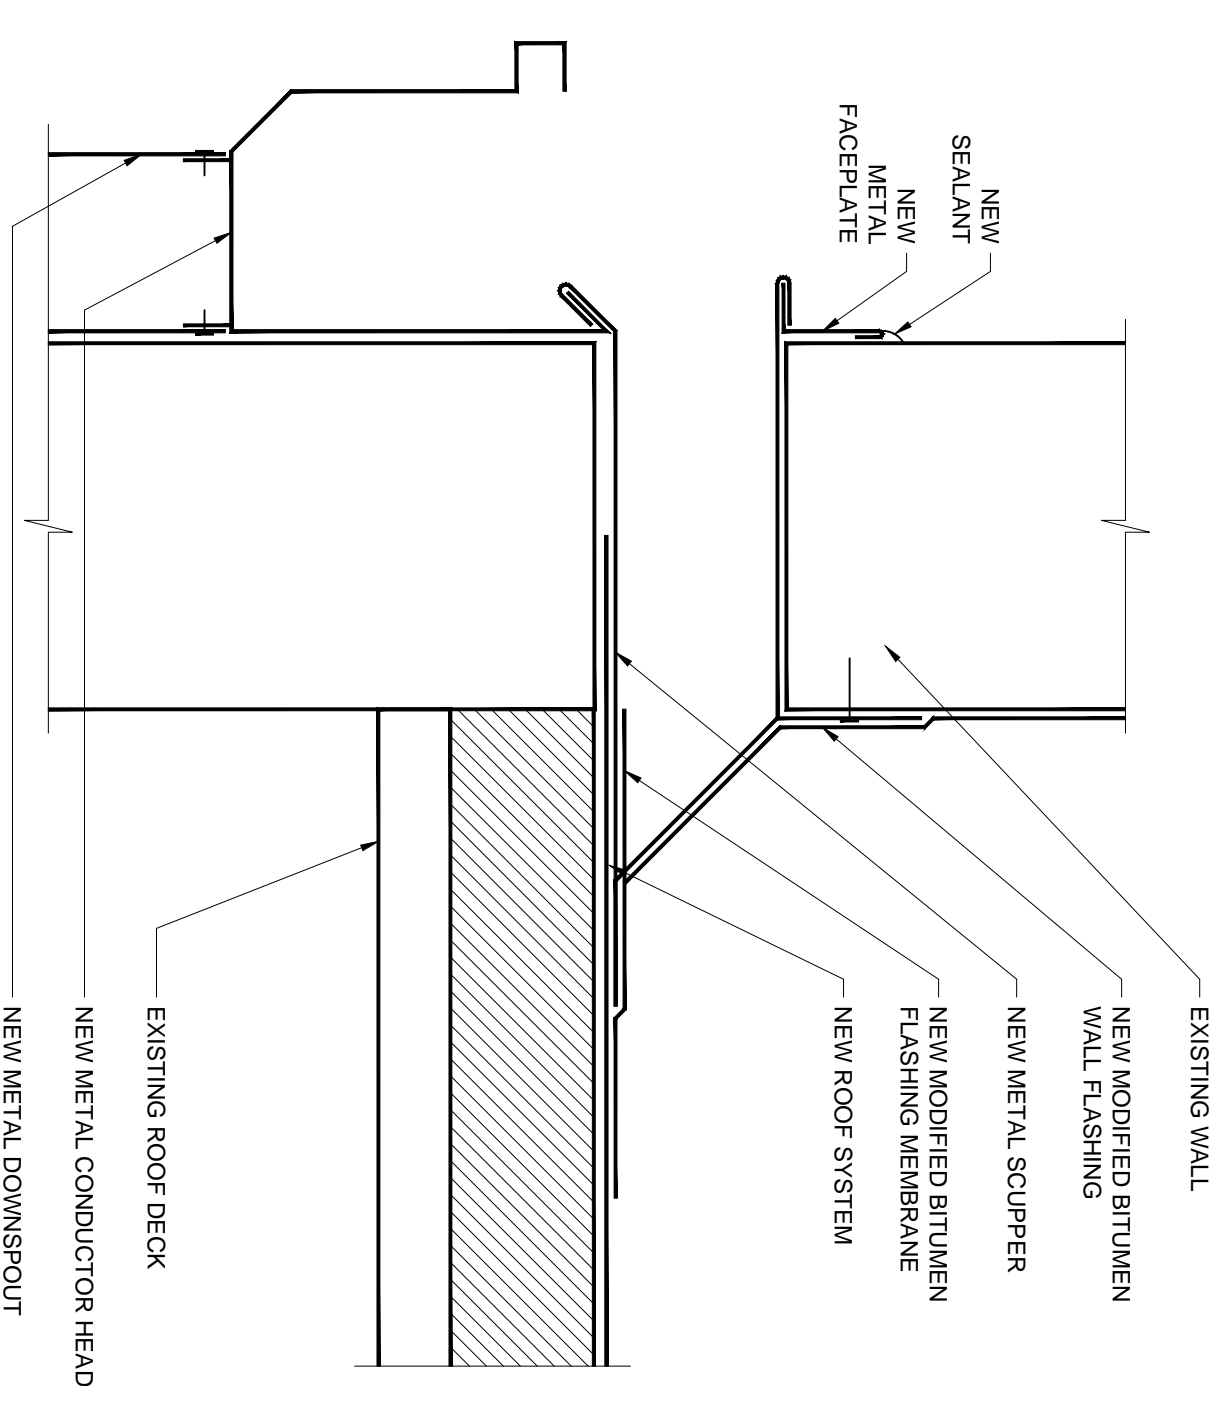 NEW
SEALANT
NEW
METAL
FACEPLATE
EXISTING WALL
NEW MODIFIED BITUMEN
WALL FLASHING
NEW METAL SCUPPER
NEW MODIFIED BITUMEN
FLASHING MEMBRANE
NEW ROOF SYSTEM
EXISTING ROOF DECK
NEW METAL CONDUCTOR HEAD
NEW METAL DOWNSPOUT